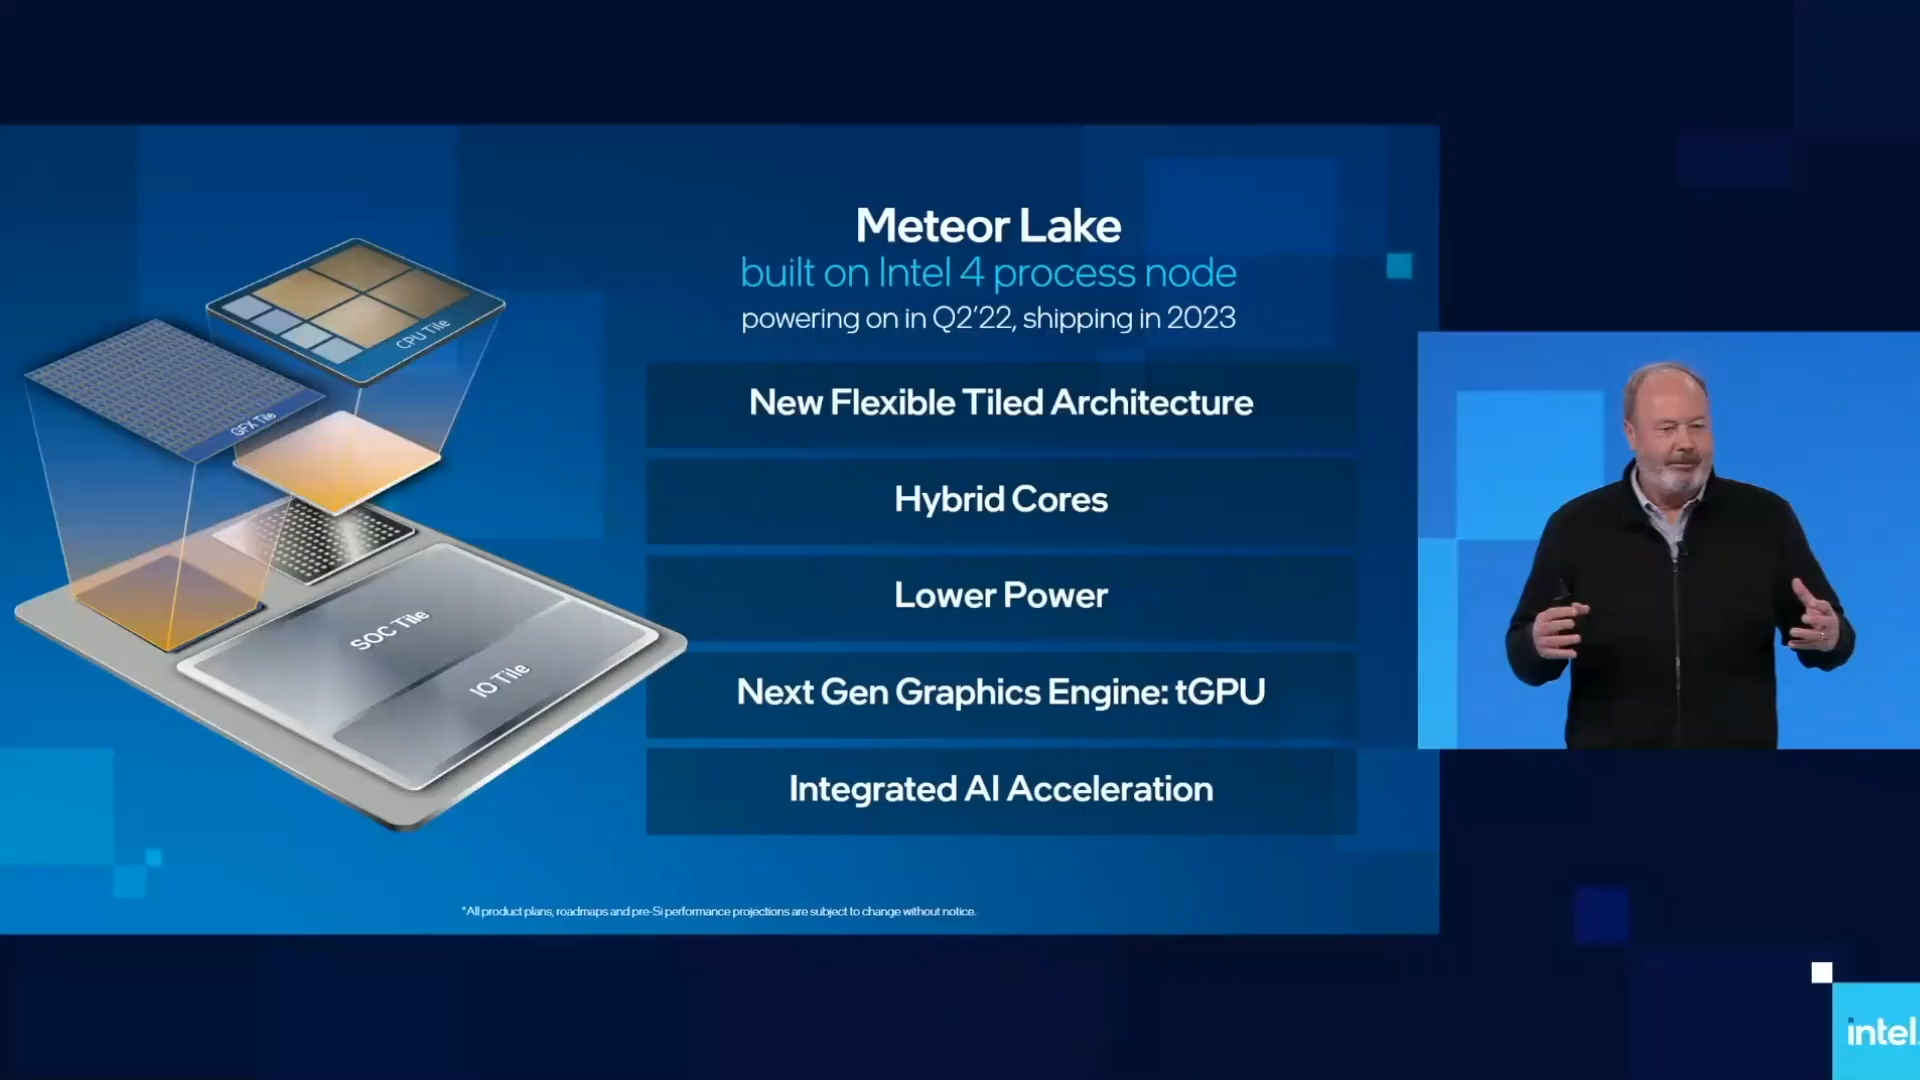 Meteor Lake
built on Intel 4 process node
powering on in Q2'22, shipping in 2023
New Flexible Tiled Architecture
Hybrid Cores
Lower Power
Next Gen Graphics Engine: tGPU
Integrated AI Acceleration
CPU Tile
GFX Tile
SOC Tile
IO Tile
*All product plans, roadmaps and pre-Si performance projections are subject to change without notice.
intel.